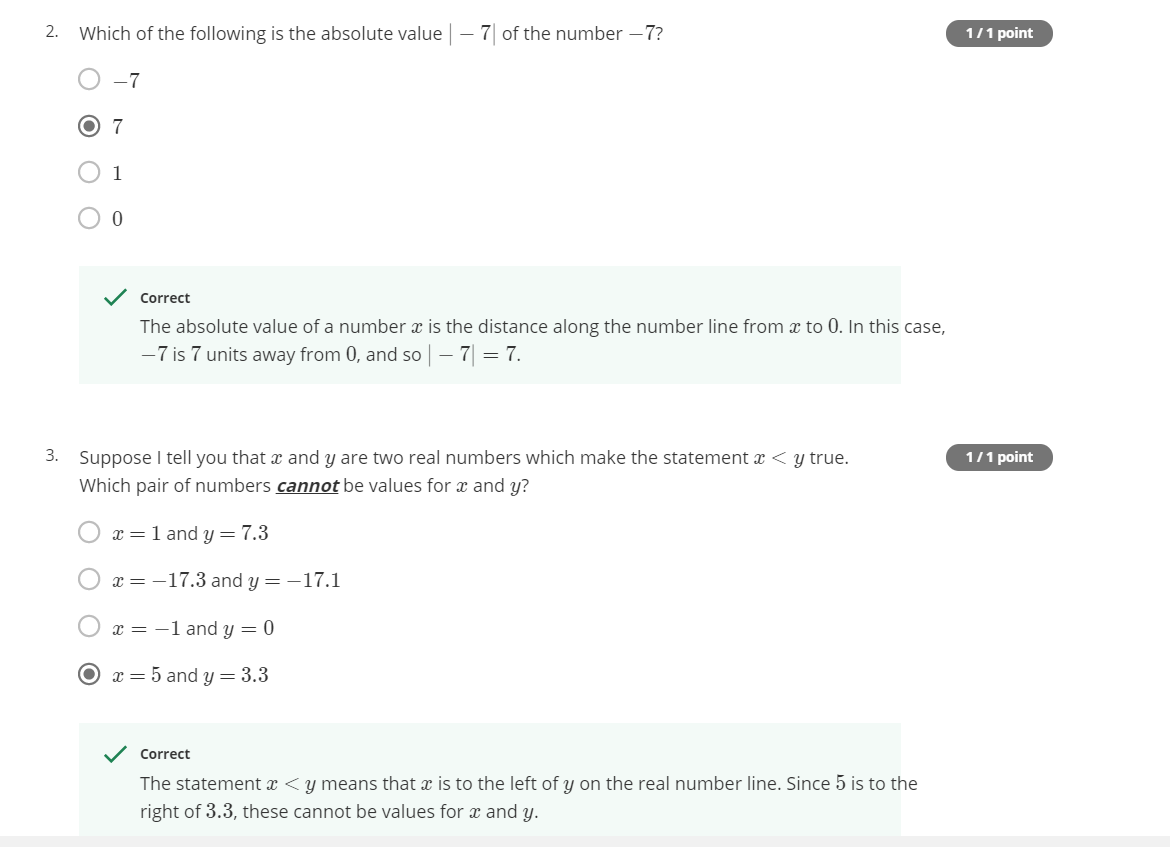 2. Which of the following is the absolute value | − 7| of the number −7?
1 / 1 point
−7
7
1
0
Correct
The absolute value of a number x is the distance along the number line from x to 0. In this case,
−7 is 7 units away from 0, and so | − 7| = 7.
3. Suppose I tell you that x and y are two real numbers which make the statement x < y true.
1 / 1 point
Which pair of numbers cannot be values for x and y?
x = 1 and y = 7.3
x = −17.3 and y = −17.1
x = −1 and y = 0
x = 5 and y = 3.3
Correct
The statement x < y means that x is to the left of y on the real number line. Since 5 is to the
right of 3.3, these cannot be values for x and y.